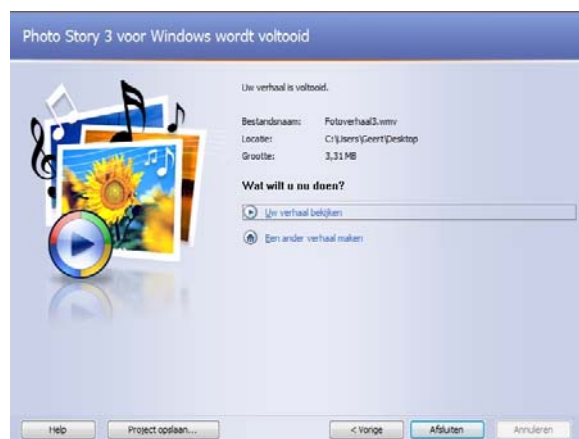 Photo Story 3 voor Windows wordt voltooid
Uw verhaal is voltooid.
Bestandsnaam: Fotoverhaal3.wmv
Locatie: C:\Users\Geert\Desktop
Grootte: 3,31 MB
Wat wilt u nu doen?
Uw verhaal bekijken
Een ander verhaal maken
Help Project opslaan... < Vorige Afsluiten Annuleren